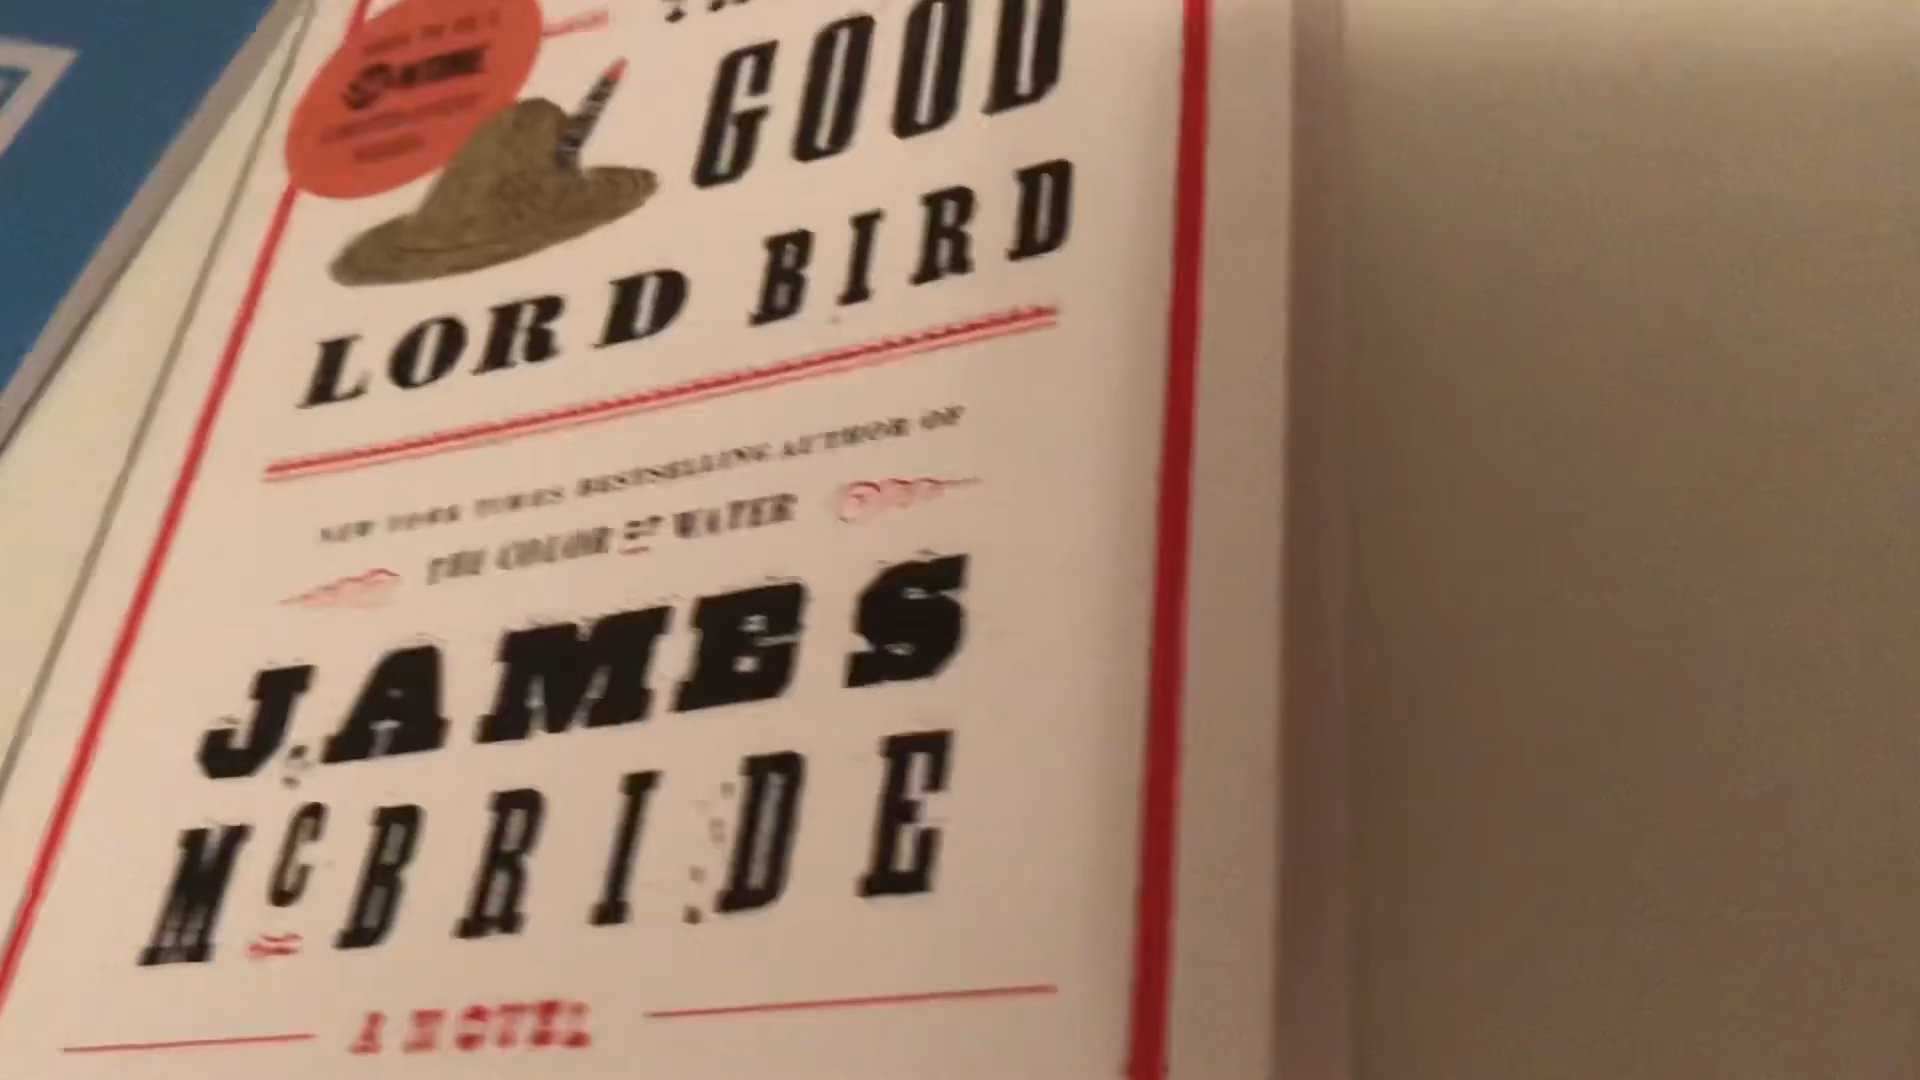 GOOD
LORD BIRD
NEW YORK TIMES BESTSELLING AUTHOR OF
THE COLOR OF WATER
JAMES
McBRIDE
A NOVEL